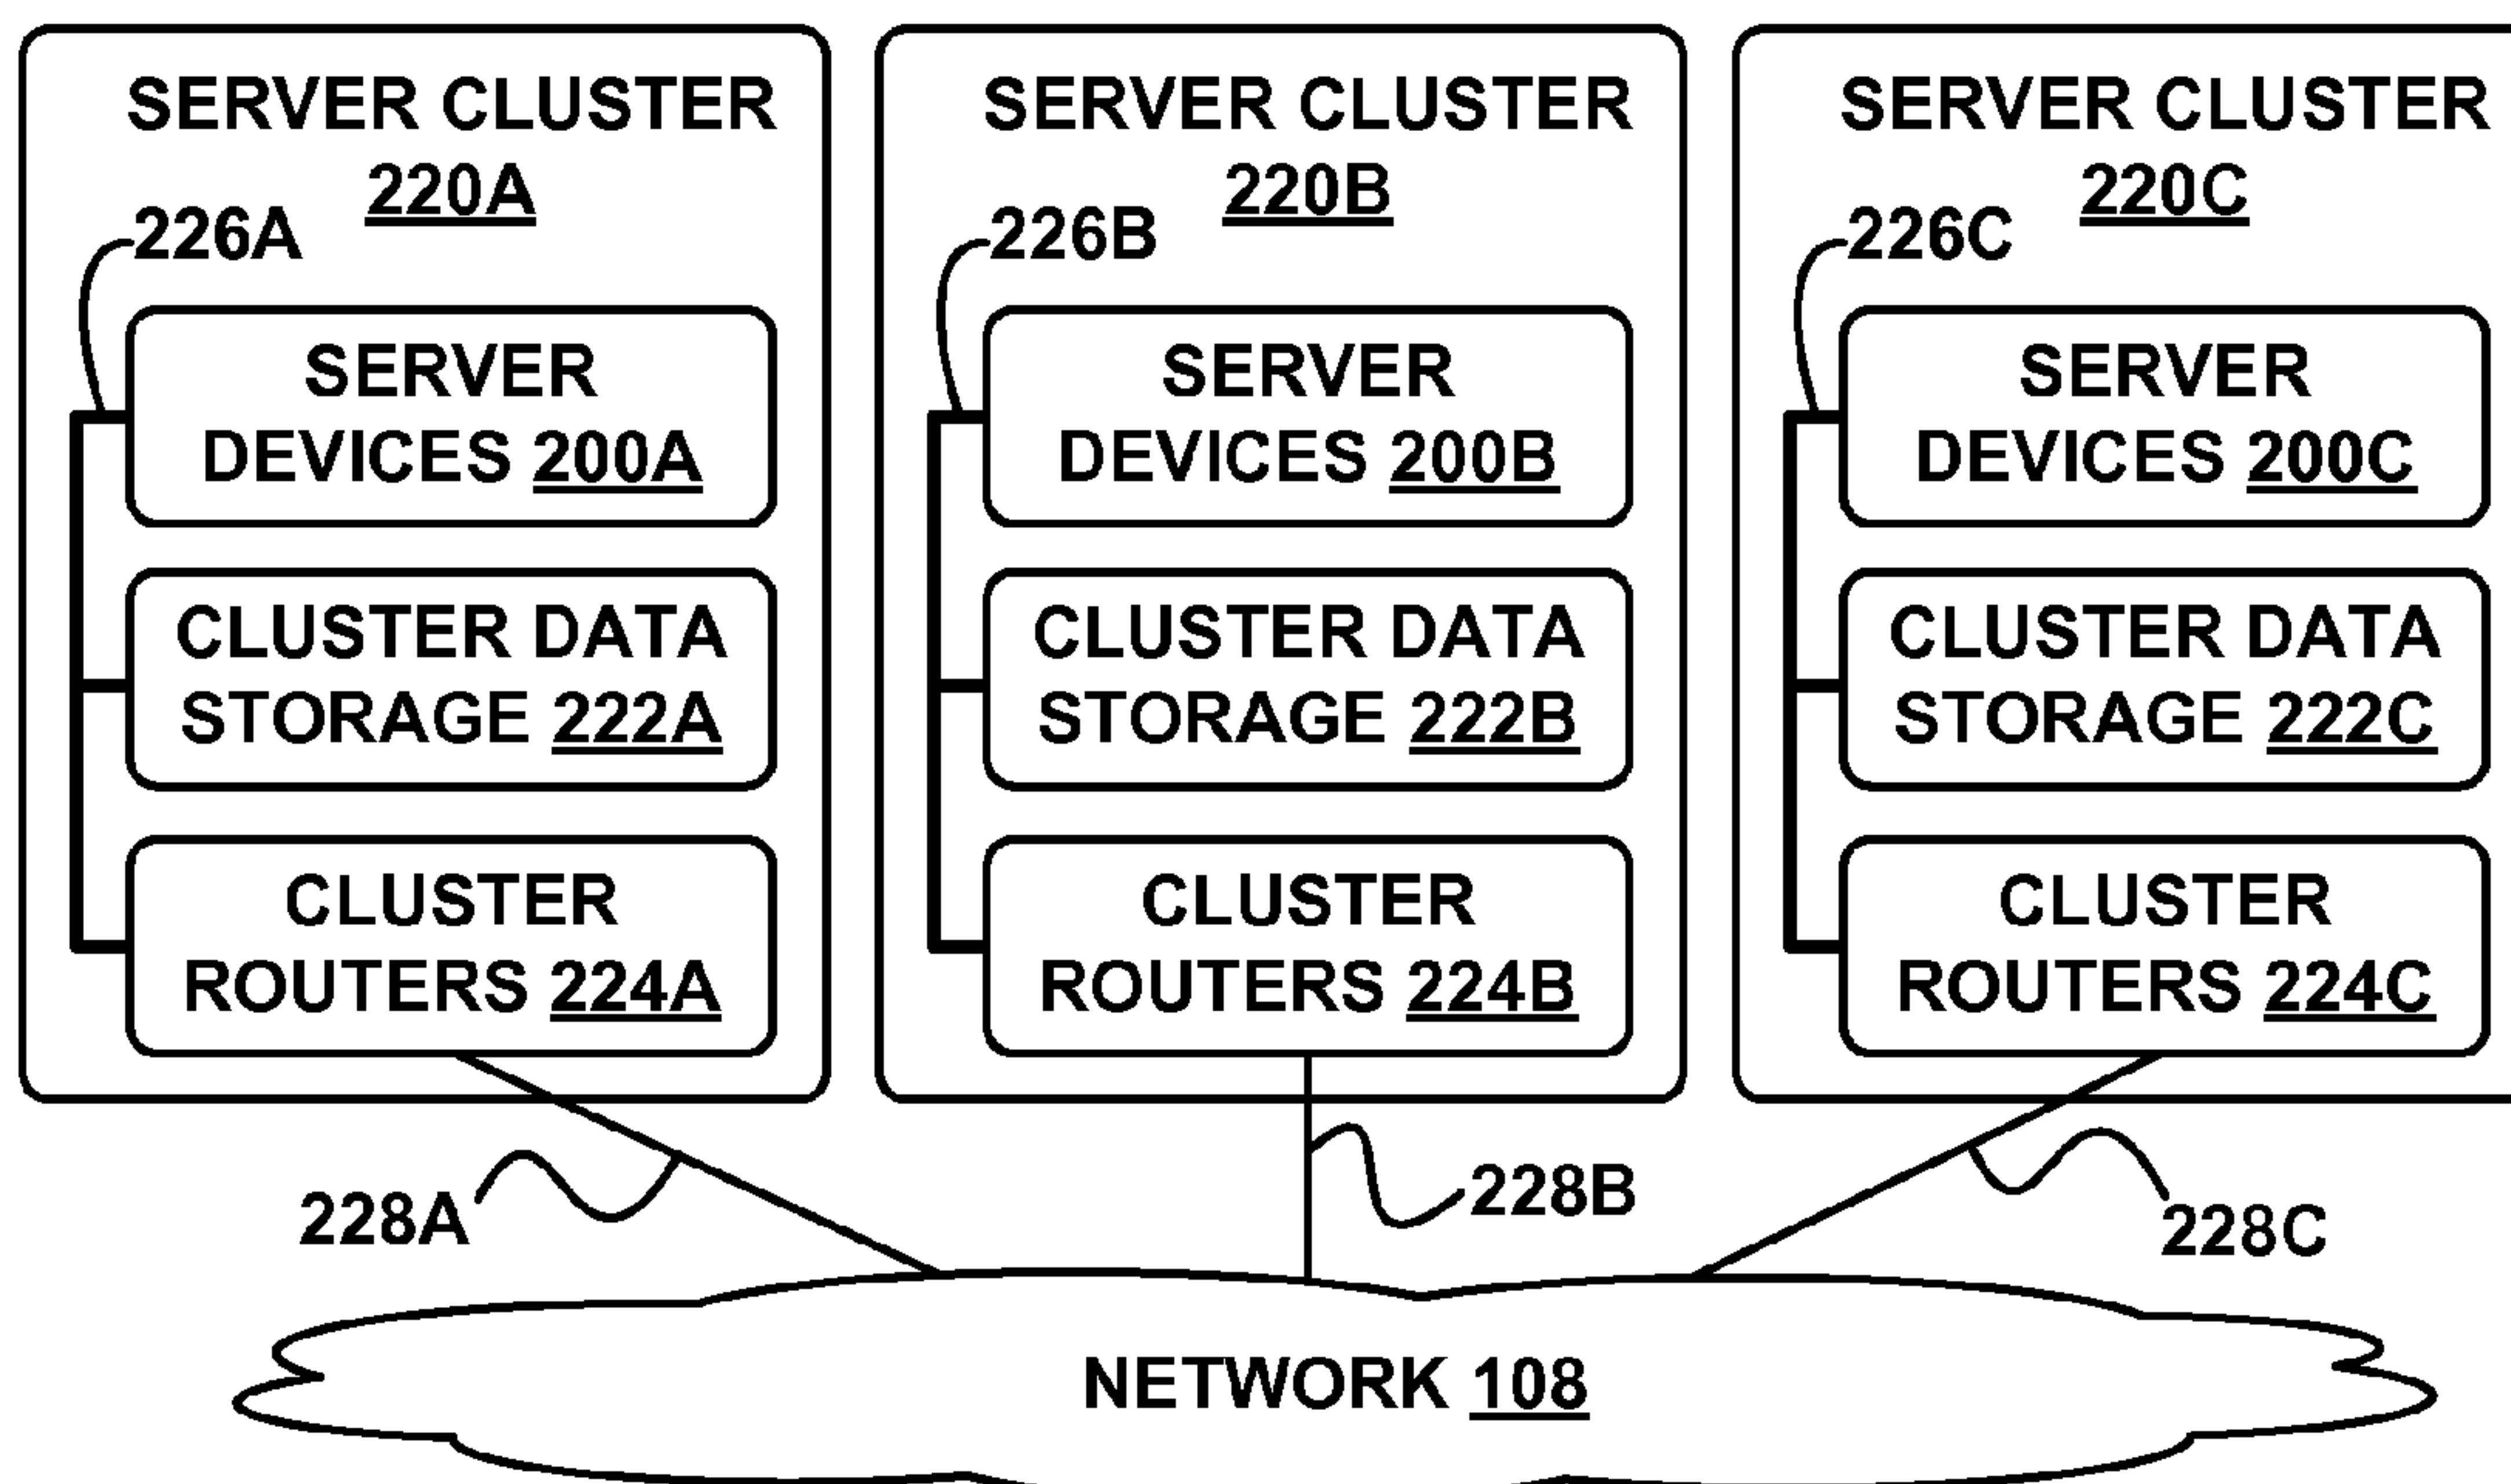 SERVER CLUSTER
220A
226A
SERVER
DEVICES 200A
CLUSTER DATA
STORAGE 222A
CLUSTER
ROUTERS 224A
SERVER CLUSTER
220B
226B
SERVER
DEVICES 200B
CLUSTER DATA
STORAGE 222B
CLUSTER
ROUTERS 224B
SERVER CLUSTER
220C
226C
SERVER
DEVICES 200C
CLUSTER DATA
STORAGE 222C
CLUSTER
ROUTERS 224C
228A
228B
228C
NETWORK 108